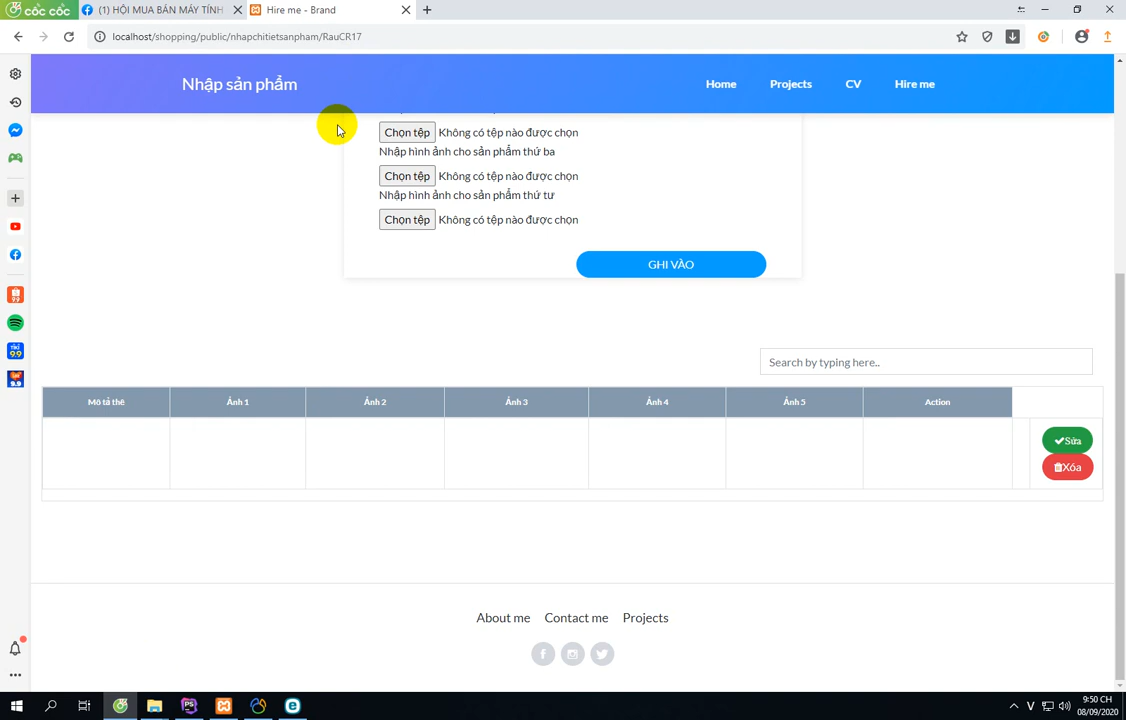 cốc cốc
(1) HỘI MUA BÁN MÁY TÍNH
Hire me - Brand
localhost/shopping/public/nhapchitietsanpham/RauCR17
Nhập sản phẩm
Home Projects CV Hire me
Chọn tệp Không có tệp nào được chọn
Nhập hình ảnh cho sản phẩm thứ ba
Chọn tệp Không có tệp nào được chọn
Nhập hình ảnh cho sản phẩm thứ tư
Chọn tệp Không có tệp nào được chọn
GHI VÀO
Search by typing here..
Mô tả thê Ảnh 1 Ảnh 2 Ảnh 3 Ảnh 4 Ảnh 5 Action
Sửa
Xóa
About me Contact me Projects
9:50 CH
08/09/2020